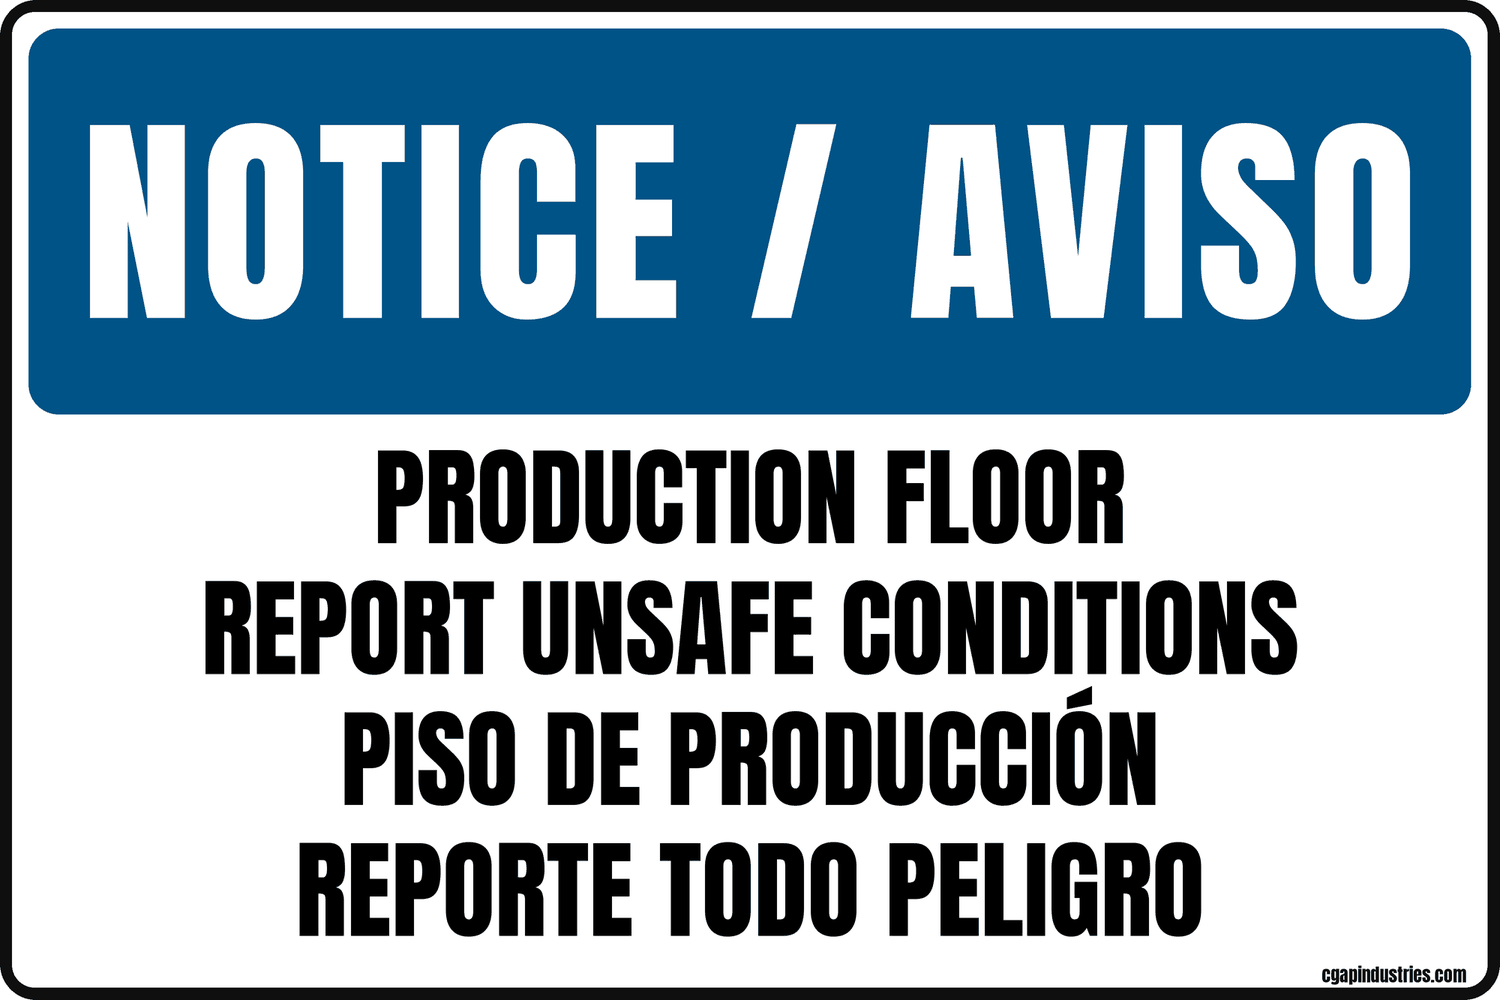 NOTICE / AVISO
PRODUCTION FLOOR
REPORT UNSAFE CONDITIONS
PISO DE PRODUCCIÓN
REPORTE TODO PELIGRO
cgapindustries.com